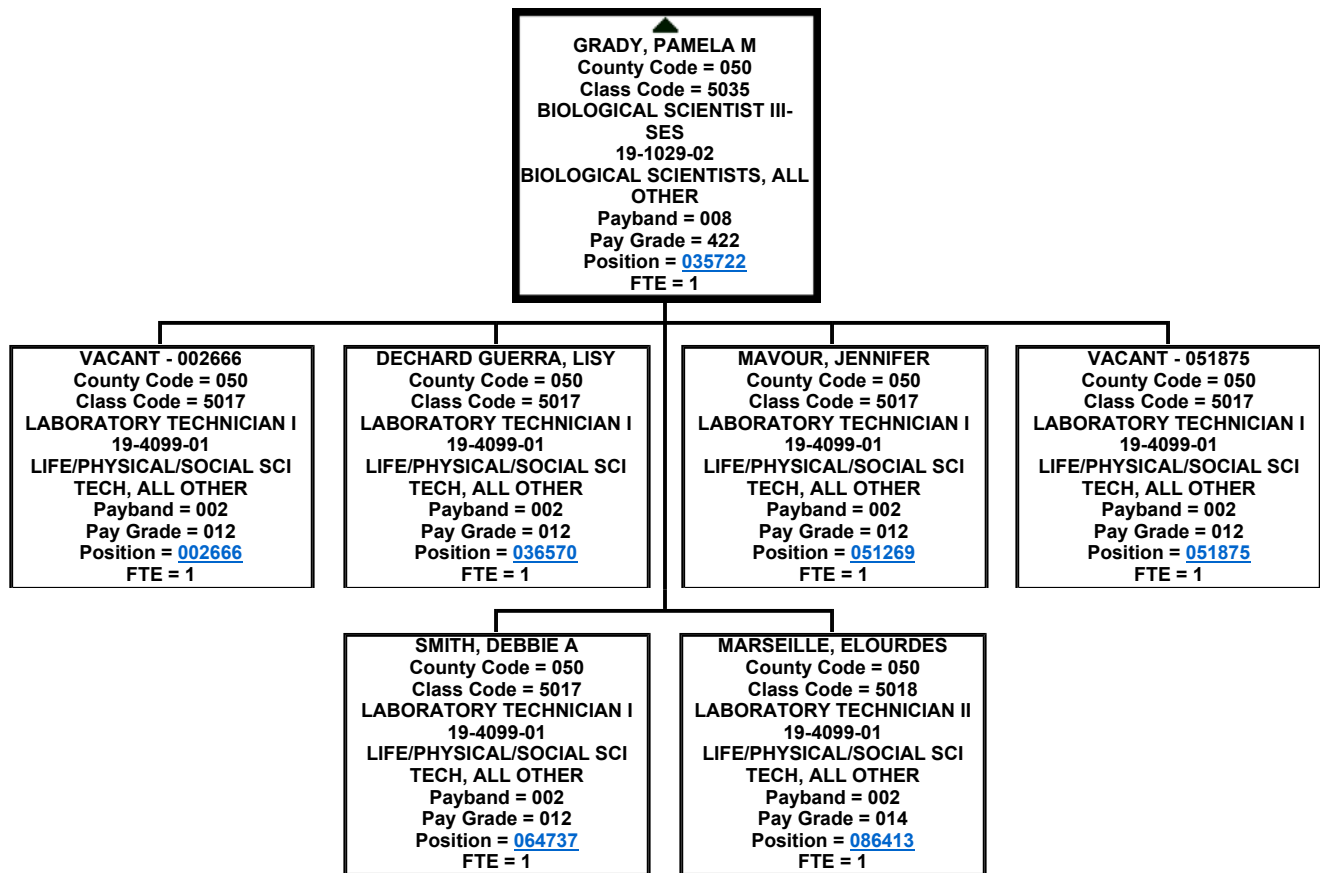 GRADY, PAMELA M
County Code = 050
Class Code = 5035
BIOLOGICAL SCIENTIST III-
SES
19-1029-02
BIOLOGICAL SCIENTISTS, ALL
OTHER
Payband = 008
Pay Grade = 422
Position = 035722
FTE = 1
VACANT - 002666
County Code = 050
Class Code = 5017
LABORATORY TECHNICIAN I
19-4099-01
LIFE/PHYSICAL/SOCIAL SCI
TECH, ALL OTHER
Payband = 002
Pay Grade = 012
Position = 002666
FTE = 1
DECHARD GUERRA, LISY
County Code = 050
Class Code = 5017
LABORATORY TECHNICIAN I
19-4099-01
LIFE/PHYSICAL/SOCIAL SCI
TECH, ALL OTHER
Payband = 002
Pay Grade = 012
Position = 036570
FTE = 1
MAVOUR, JENNIFER
County Code = 050
Class Code = 5017
LABORATORY TECHNICIAN I
19-4099-01
LIFE/PHYSICAL/SOCIAL SCI
TECH, ALL OTHER
Payband = 002
Pay Grade = 012
Position = 051269
FTE = 1
VACANT - 051875
County Code = 050
Class Code = 5017
LABORATORY TECHNICIAN I
19-4099-01
LIFE/PHYSICAL/SOCIAL SCI
TECH, ALL OTHER
Payband = 002
Pay Grade = 012
Position = 051875
FTE = 1
SMITH, DEBBIE A
County Code = 050
Class Code = 5017
LABORATORY TECHNICIAN I
19-4099-01
LIFE/PHYSICAL/SOCIAL SCI
TECH, ALL OTHER
Payband = 002
Pay Grade = 012
Position = 064737
FTE = 1
MARSEILLE, ELOURDES
County Code = 050
Class Code = 5018
LABORATORY TECHNICIAN II
19-4099-01
LIFE/PHYSICAL/SOCIAL SCI
TECH, ALL OTHER
Payband = 002
Pay Grade = 014
Position = 086413
FTE = 1